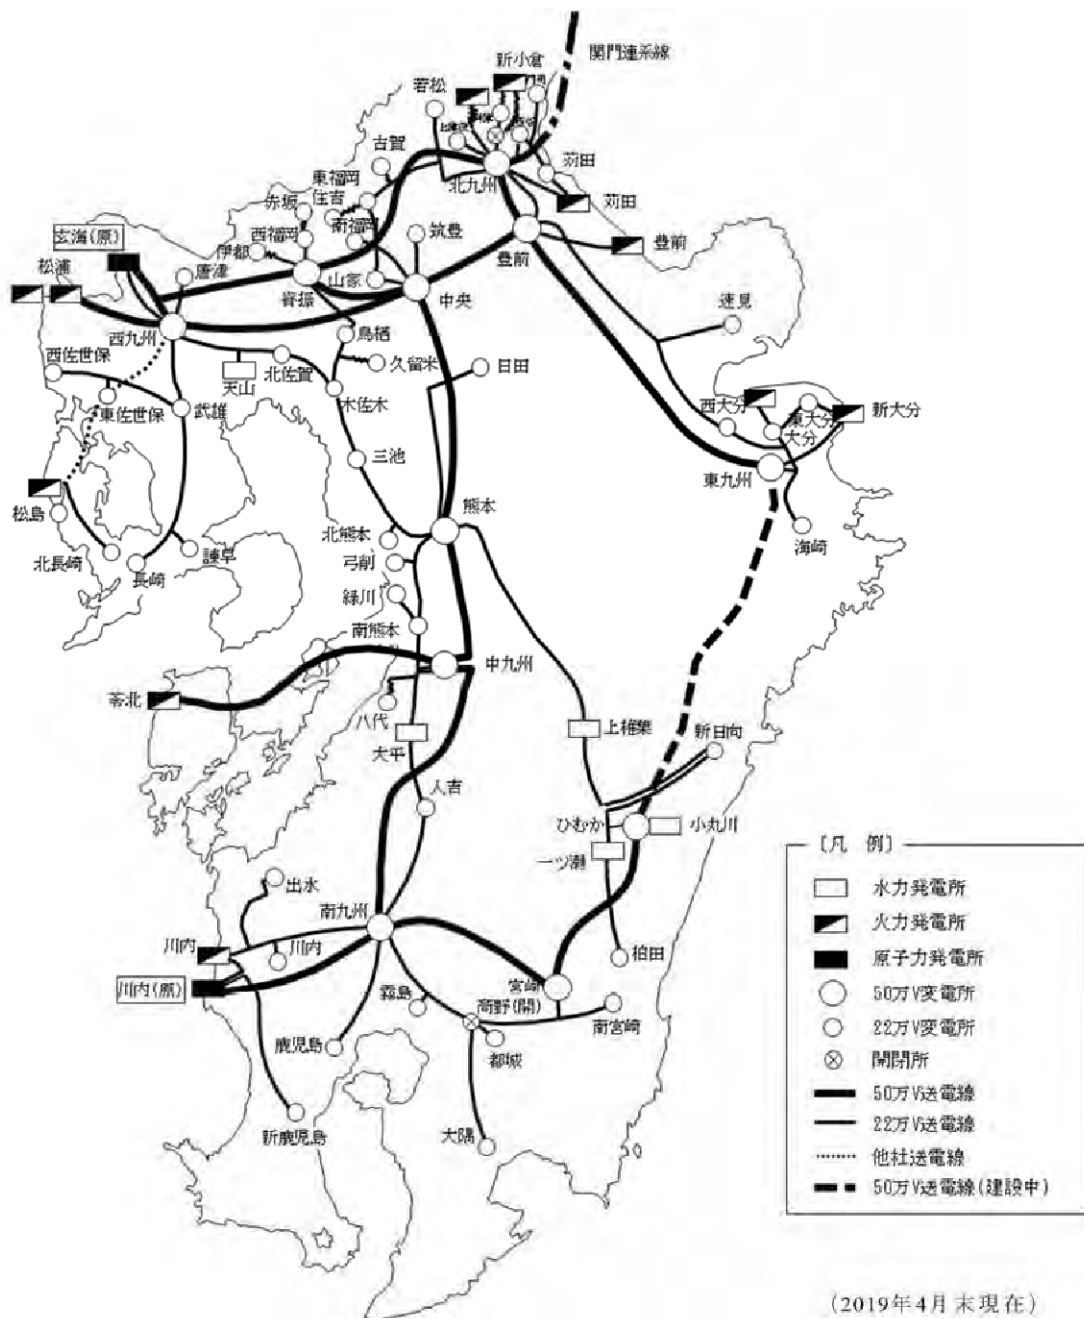 関門連系線
新小倉
若松
古賀
北九州
苅田
苅田
東福岡
住吉
赤坂
南福岡
筑豊
西福岡
伊都
玄海(原)
唐津
松浦
山家
中央
豊前
豊前
脊振
西九州
鳥栖
速見
西佐世保
天山
北佐賀
久留米
日田
東佐世保
武雄
木佐木
西大分
東大分
大分
新大分
三池
東九州
松島
熊本
北熊本
海崎
北長崎
長崎
諫早
弓削
緑川
南熊本
中九州
苓北
八代
大平
上椎葉
新日向
人吉
ひむか
小丸川
一ツ瀬
出水
南九州
川内
川内
柏田
川内(原)
宮崎
霧島
高野(開)
南宮崎
鹿児島
都城
新鹿児島
大隅
〔凡 例〕
水力発電所
火力発電所
原子力発電所
50万V変電所
22万V変電所
開閉所
50万V送電線
22万V送電線
他社送電線
50万V送電線(建設中)
(2019年4月末現在)